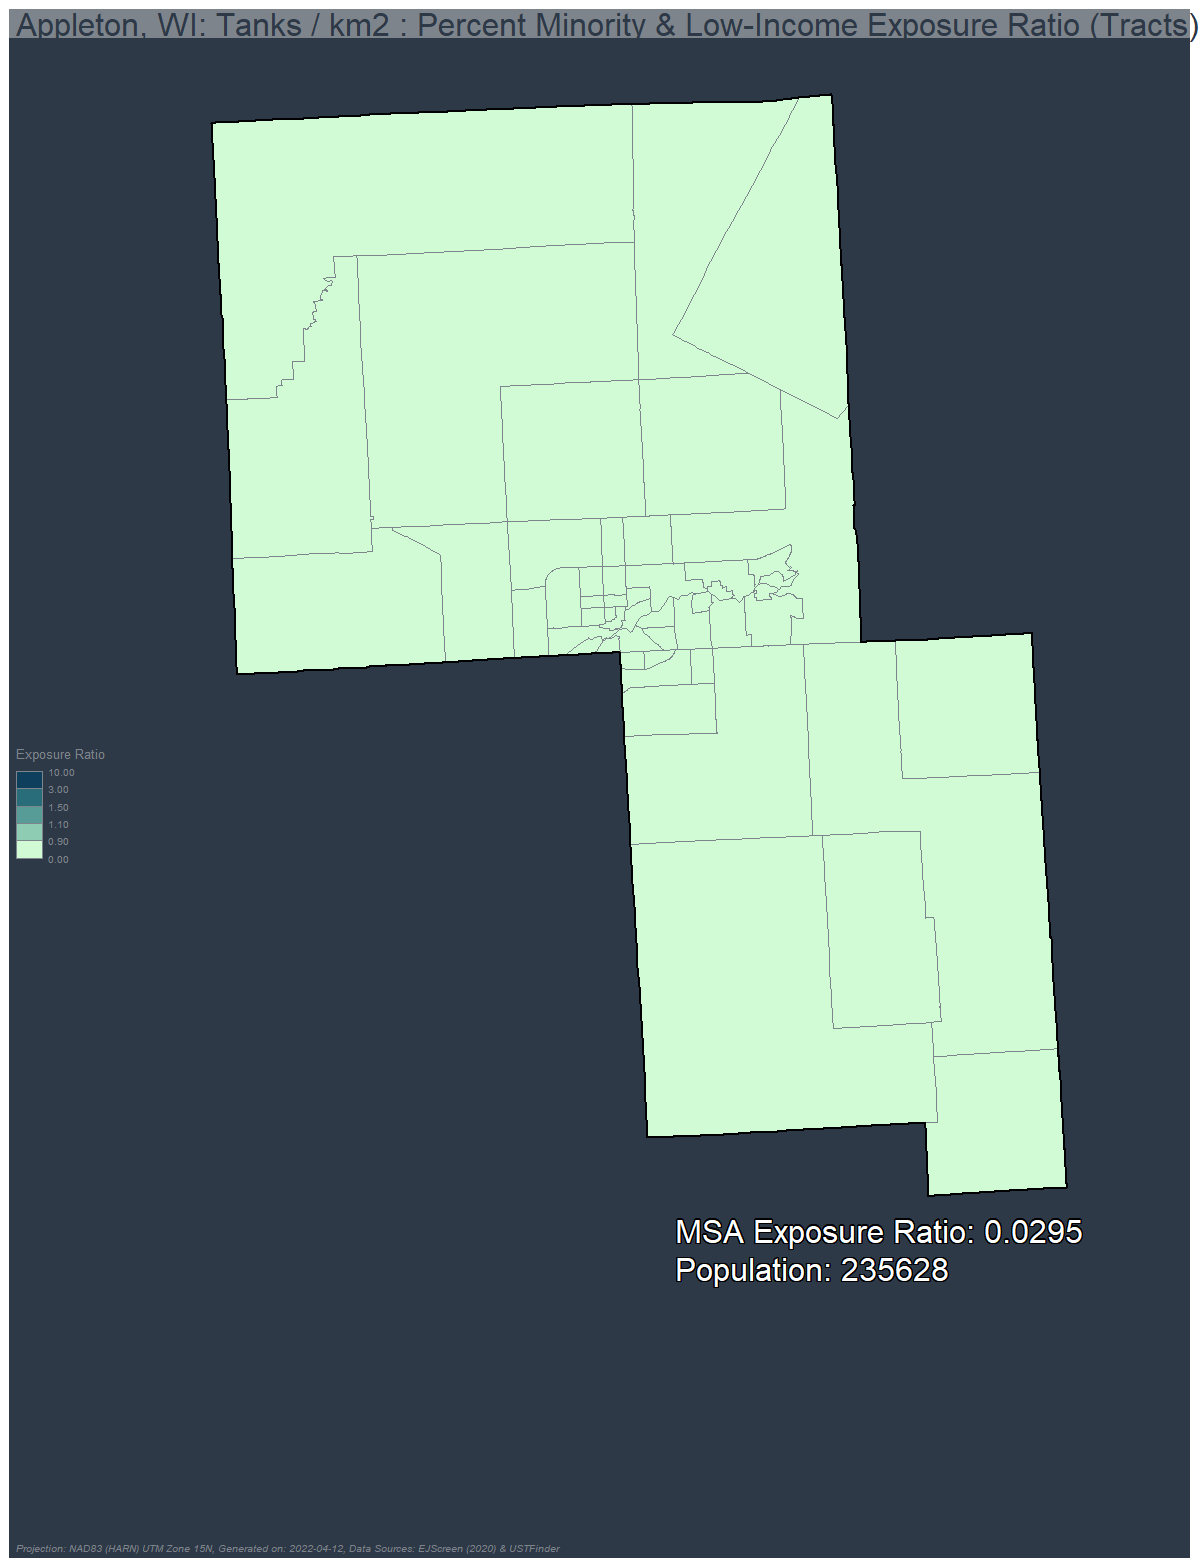 Appleton, WI: Tanks / km2 : Percent Minority & Low-Income Exposure Ratio (Tracts)
Exposure Ratio
10.00
3.00
1.50
1.10
0.90
0.00
MSA Exposure Ratio: 0.0295
Population: 235628
Projection: NAD83 (HARN) UTM Zone 15N, Generated on: 2022-04-12, Data Sources: EJScreen (2020) & USTFinder